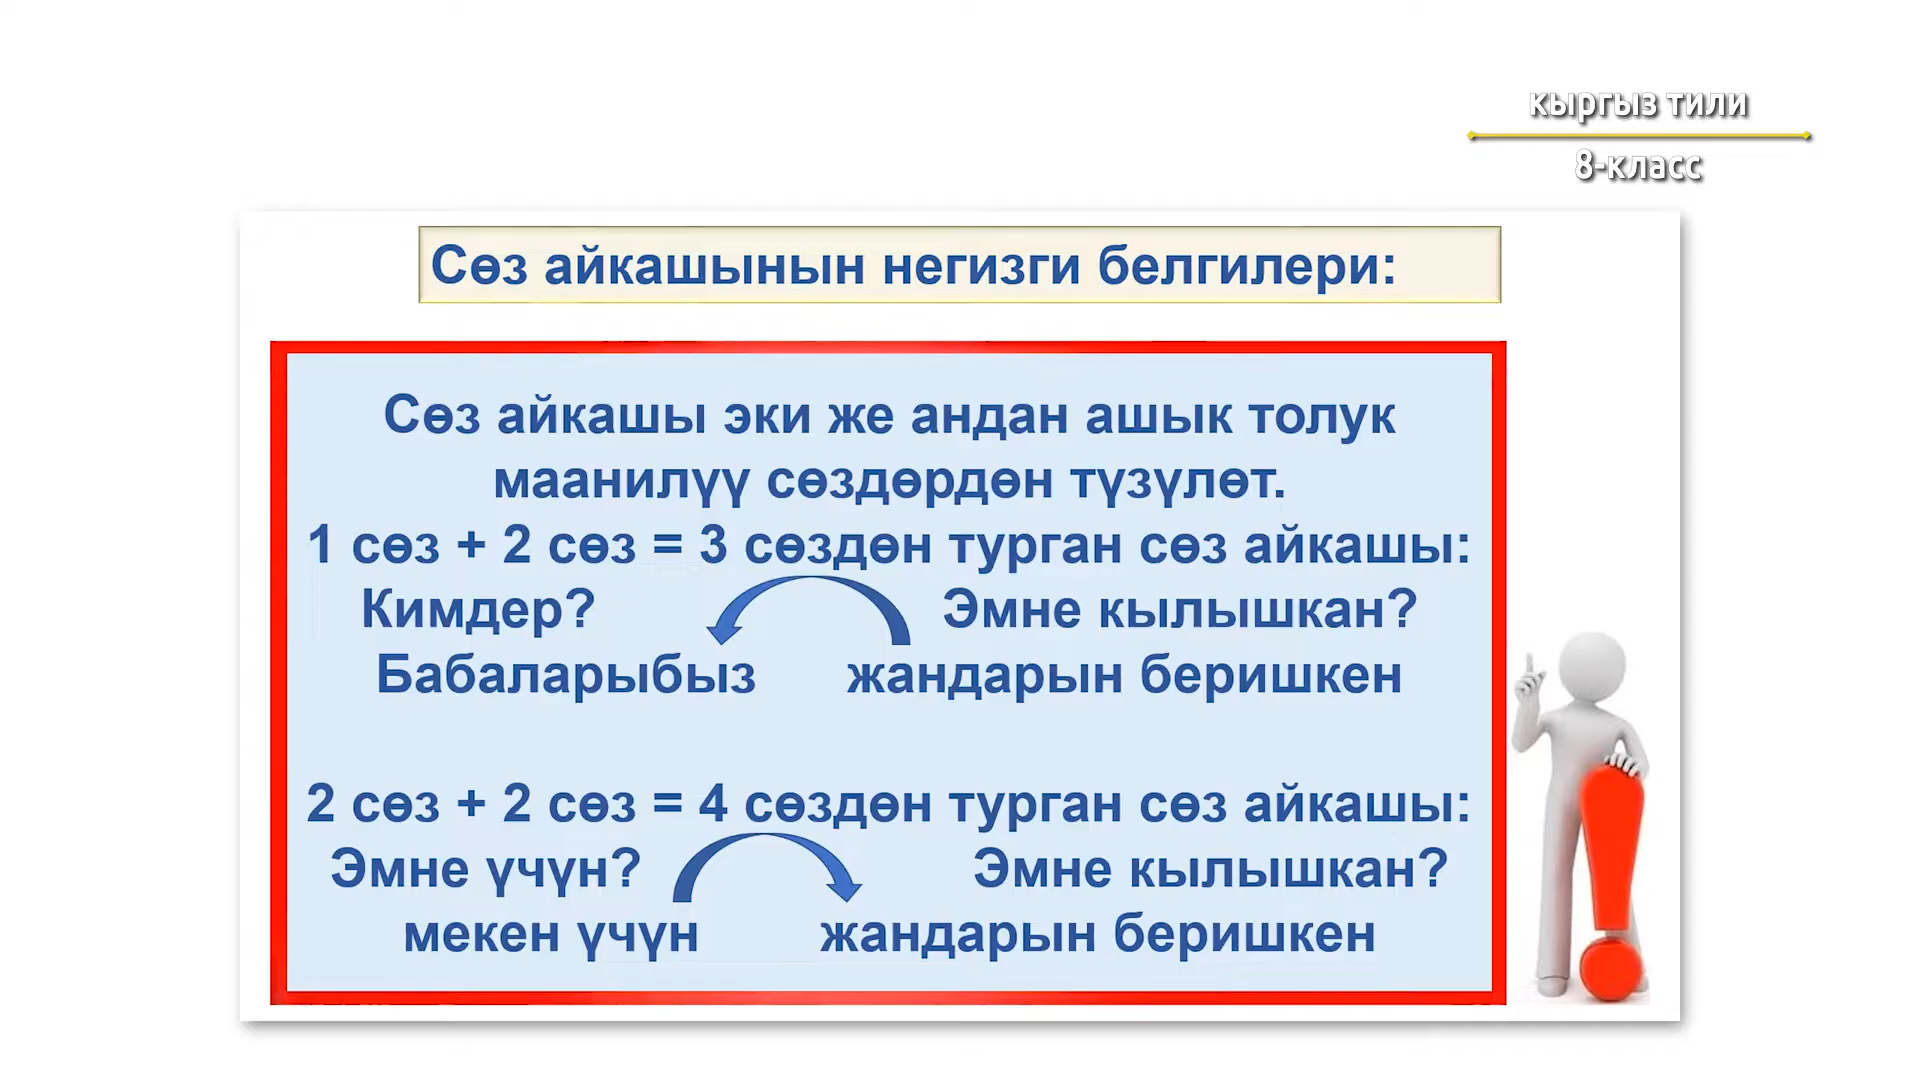 кыргыз тили
8-класс
Сөз айкашынын негизги белгилери:
Сөз айкашы эки же андан ашык толук
маанилүү сөздөрдөн түзүлөт.
1 сөз + 2 сөз = 3 сөздөн турган сөз айкашы:
Кимдер? Эмне кылышкан?
Бабаларыбыз жандарын беришкен
2 сөз + 2 сөз = 4 сөздөн турган сөз айкашы:
Эмне үчүн? Эмне кылышкан?
мекен үчүн жандарын беришкен